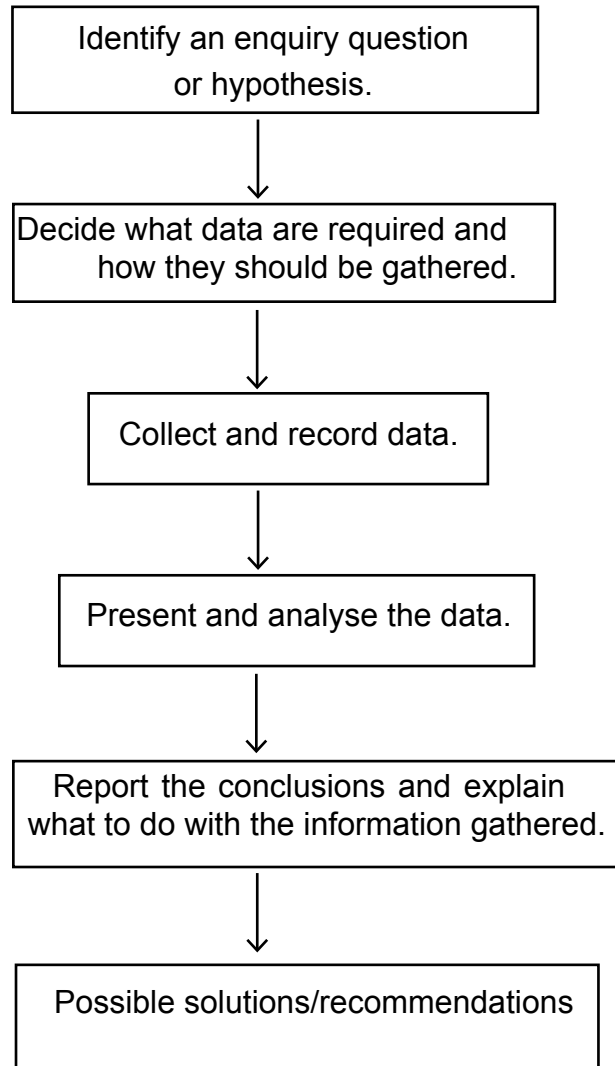 Identify an enquiry question
or hypothesis.
Decide what data are required and
how they should be gathered.
Collect and record data.
Present and analyse the data.
Report the conclusions and explain
what to do with the information gathered.
Possible solutions/recommendations